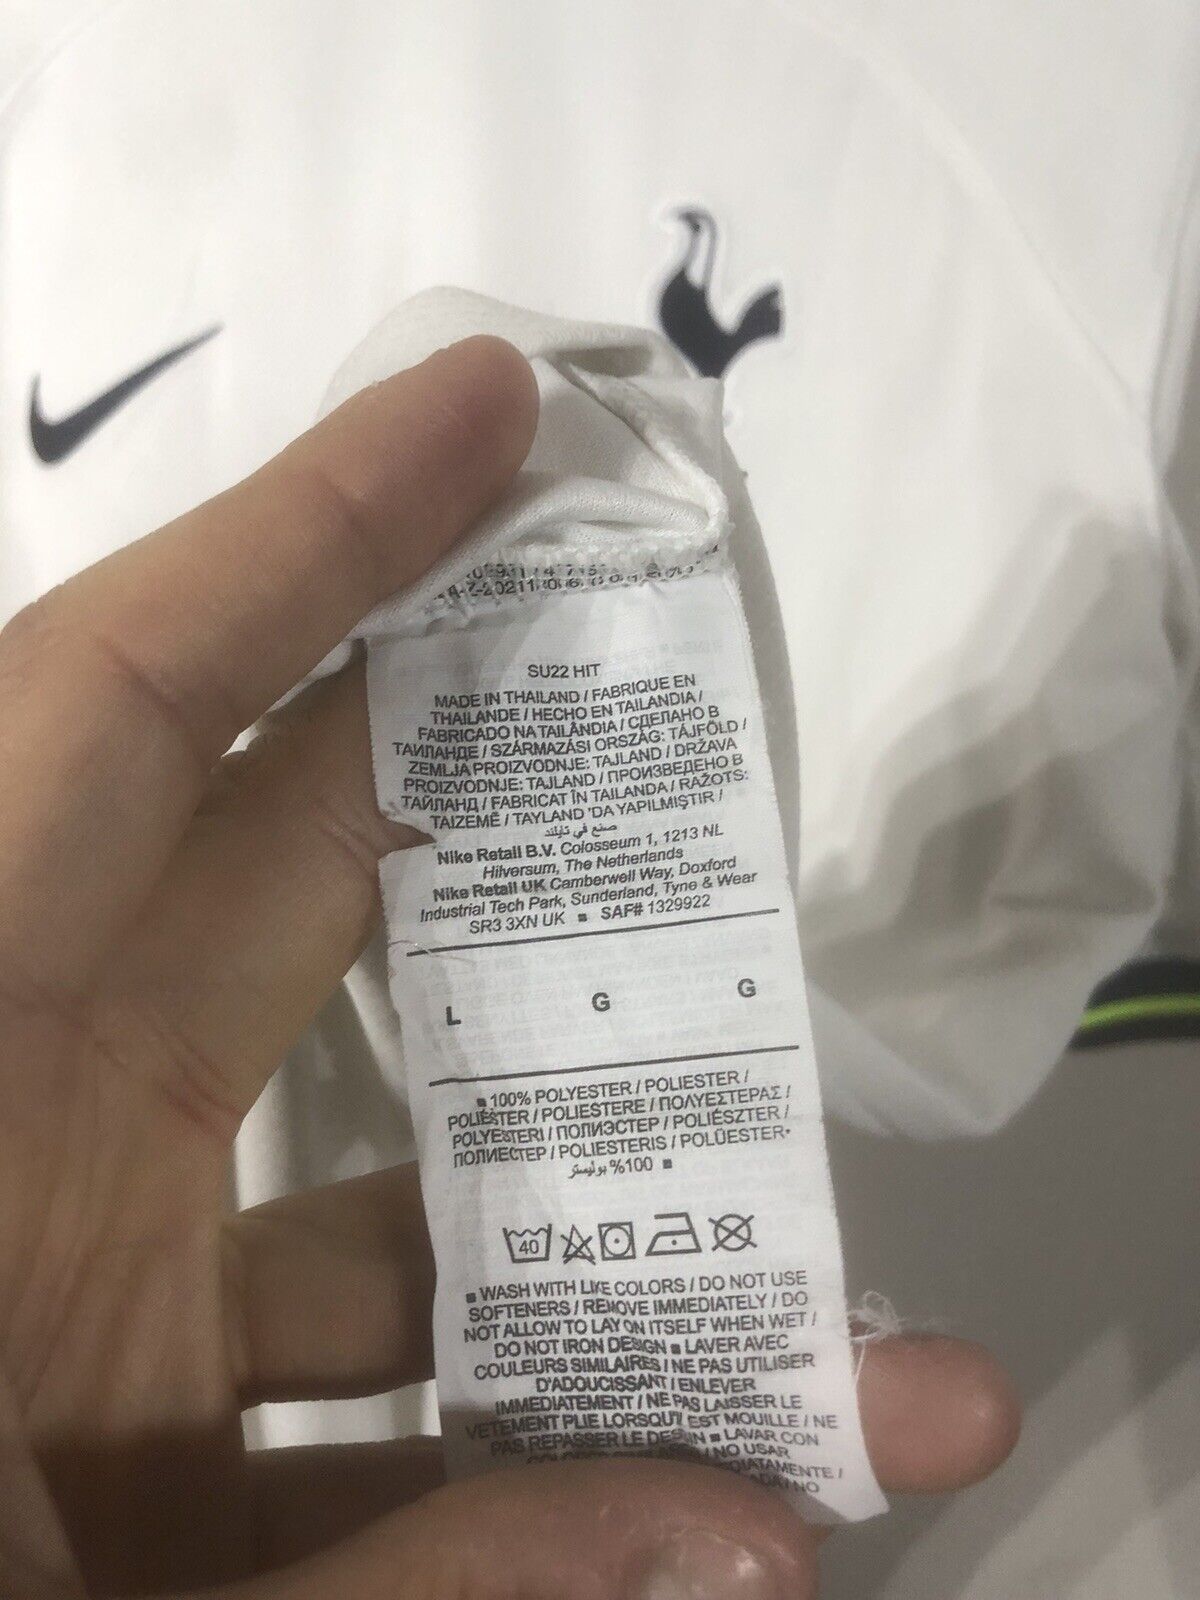 SU22 HIT
MADE IN THAILAND / FABRIQUE EN
THAILANDE / HECHO EN TAILANDIA /
FABRICADO NA TAILÂNDIA / СДЕЛАНО В
ТАИЛАНДЕ / SZÁRMAZÁSI ORSZÁG: TÁJFÖLD /
ZEMLJA PROIZVODNJE: TAJLAND / DRŽAVA
PROIZVODNJE: TAJLAND / ПРОИЗВЕДЕНО В
ТАЙЛАНД / FABRICAT ÎN TAILANDA / RAŽOTS:
TAIZEMĒ / TAYLAND 'DA YAPILMIŞTIR /
صنع في تايلند
Nike Retail B.V. Colosseum 1, 1213 NL
Hilversum, The Netherlands
Nike Retail UK Camberwell Way, Doxford
Industrial Tech Park, Sunderland, Tyne & Wear
SR3 3XN UK ■ SAF# 1329922
L G G
■ 100% POLYESTER / POLIESTER /
POLIÉSTER / POLIESTERE / ΠΟΛΥΕΣΤΕΡΑΣ /
POLYESTERI / ПОЛИЭСТЕР / POLIÉSZTER /
ПОЛИЕСТЕР / POLIESTERIS / POLÜESTER•
100% بوليستر ■
40
■ WASH WITH LIKE COLORS / DO NOT USE
SOFTENERS / REMOVE IMMEDIATELY / DO
NOT ALLOW TO LAY ON ITSELF WHEN WET /
DO NOT IRON DESIGN ■ LAVER AVEC
COULEURS SIMILAIRES / NE PAS UTILISER
D'ADOUCISSANT / ENLEVER
IMMEDIATEMENT / NE PAS LAISSER LE
VETEMENT PLIE LORSQU'IL EST MOUILLE / NE
PAS REPASSER LE DESSIN ■ LAVAR CON
NO USAR